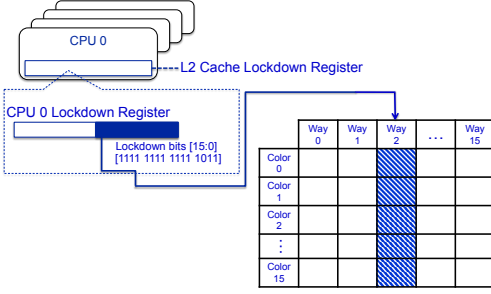 CPU 0
L2 Cache Lockdown Register
CPU 0 Lockdown Register
Lockdown bits [15:0]
[1111 1111 1111 1011]
Way 0
Way 1
Way 2
...
Way 15
Color 0
Color 1
Color 2
⋮
Color 15